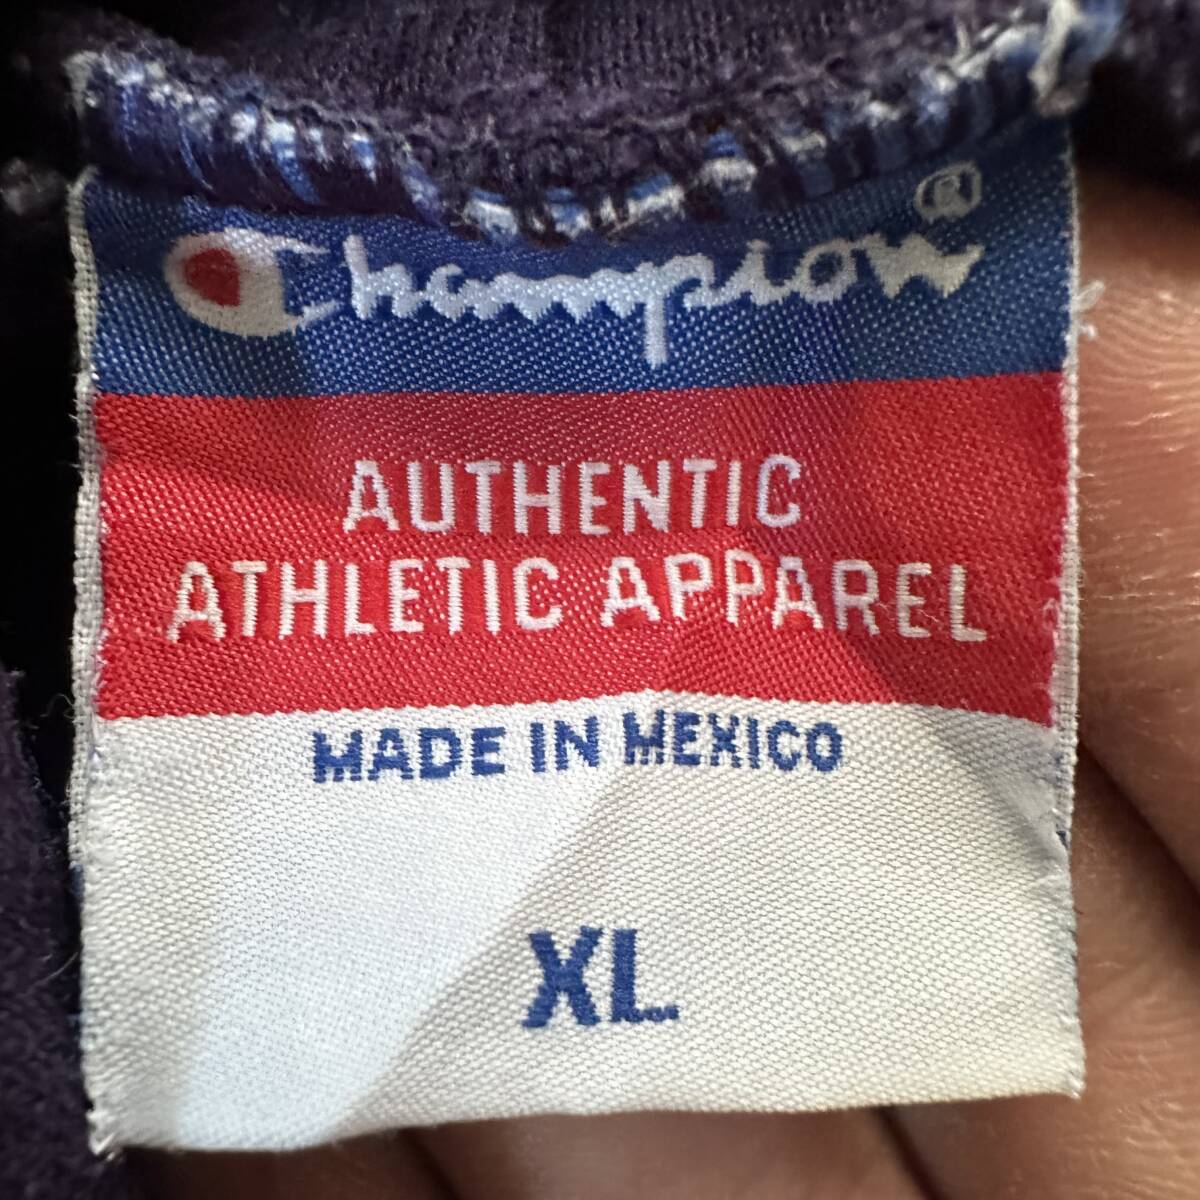 Champion®
AUTHENTIC
ATHLETIC APPAREL
MADE IN MEXICO
XL